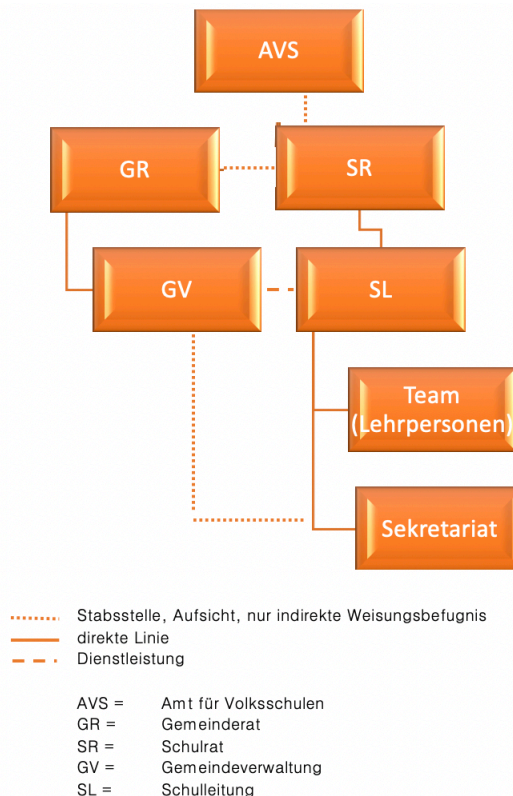 AVS
GR
SR
GV
SL
Team
(Lehrpersonen)
Sekretariat
Stabsstelle, Aufsicht, nur indirekte Weisungsbefugnis
direkte Linie
Dienstleistung
AVS = Amt für Volksschulen
GR = Gemeinderat
SR = Schulrat
GV = Gemeindeverwaltung
SL = Schulleitung